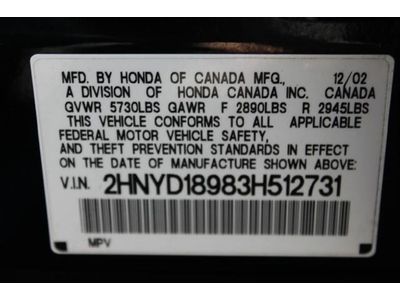 MFD. BY HONDA OF CANADA MFG., 12/02
A DIVISION OF HONDA CANADA INC. CANADA
GVWR 5730LBS GAWR F 2890LBS R 2945LBS
THIS VEHICLE CONFORMS TO ALL APPLICABLE
FEDERAL MOTOR VEHICLE SAFETY,
AND THEFT PREVENTION STANDARDS IN EFFECT
ON THE DATE OF MANUFACTURE SHOWN ABOVE.
V.I.N. 2HNYD18983H512731
MPV